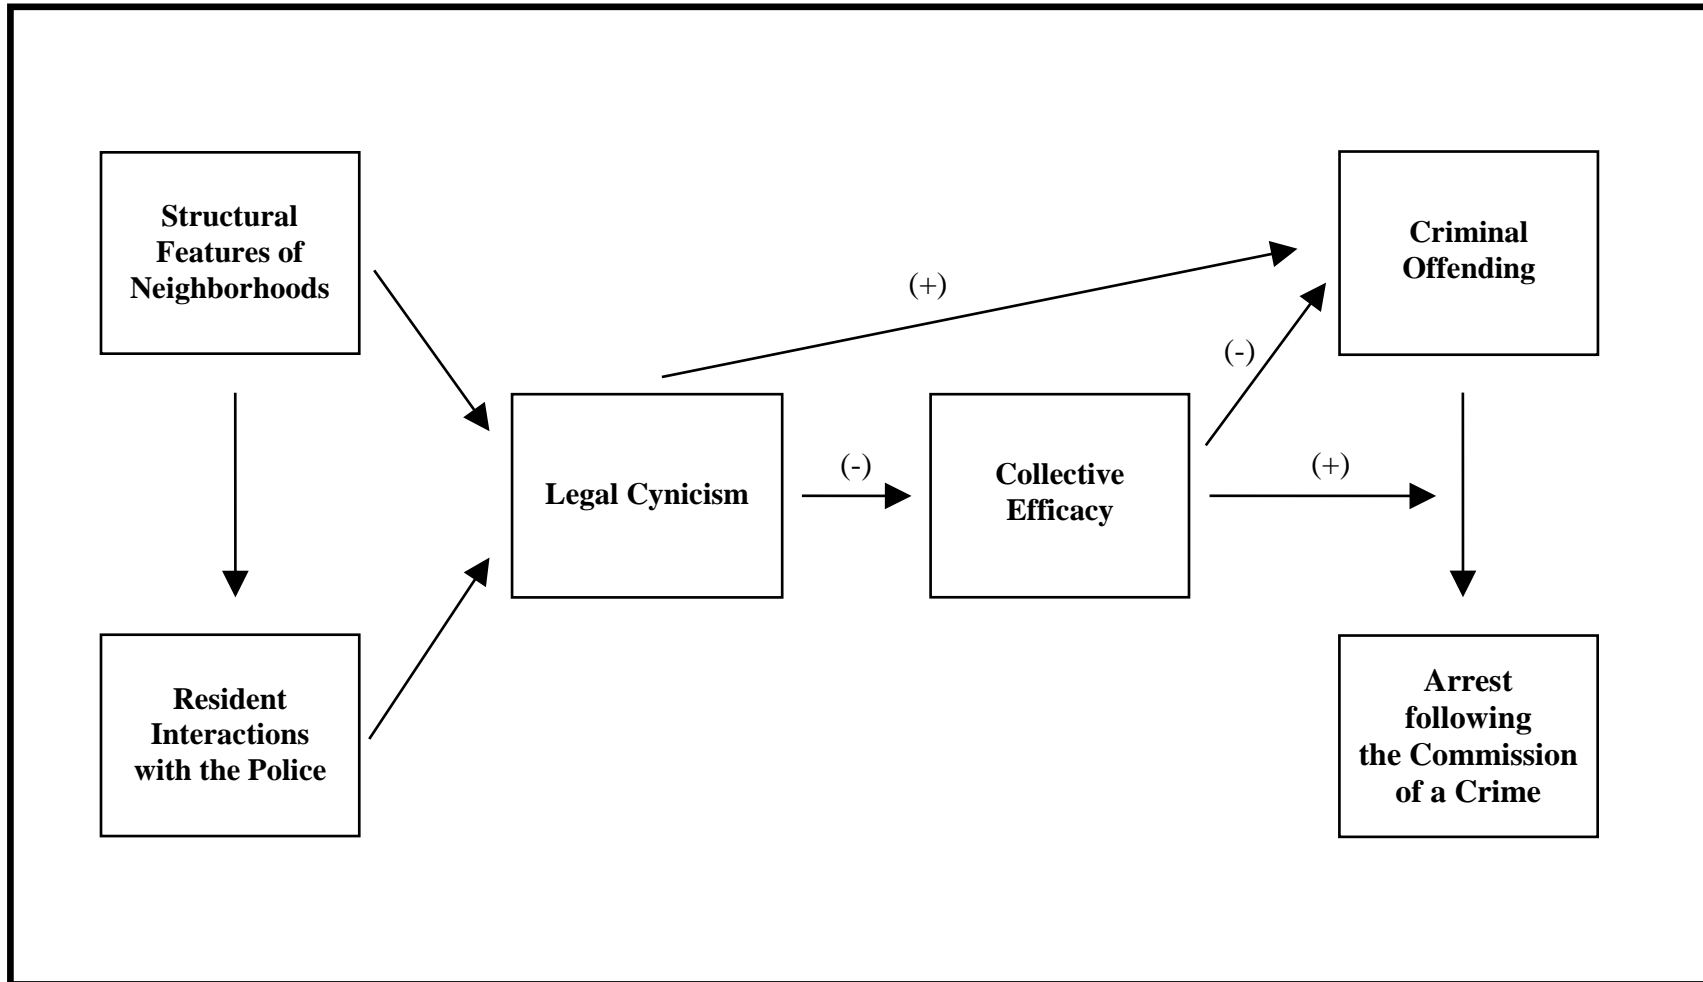 Structural
Features of
Neighborhoods
Criminal
Offending
(+)
(-)
Legal Cynicism
(-)
Collective
Efficacy
(+)
Resident
Interactions
with the Police
Arrest
following
the Commission
of a Crime